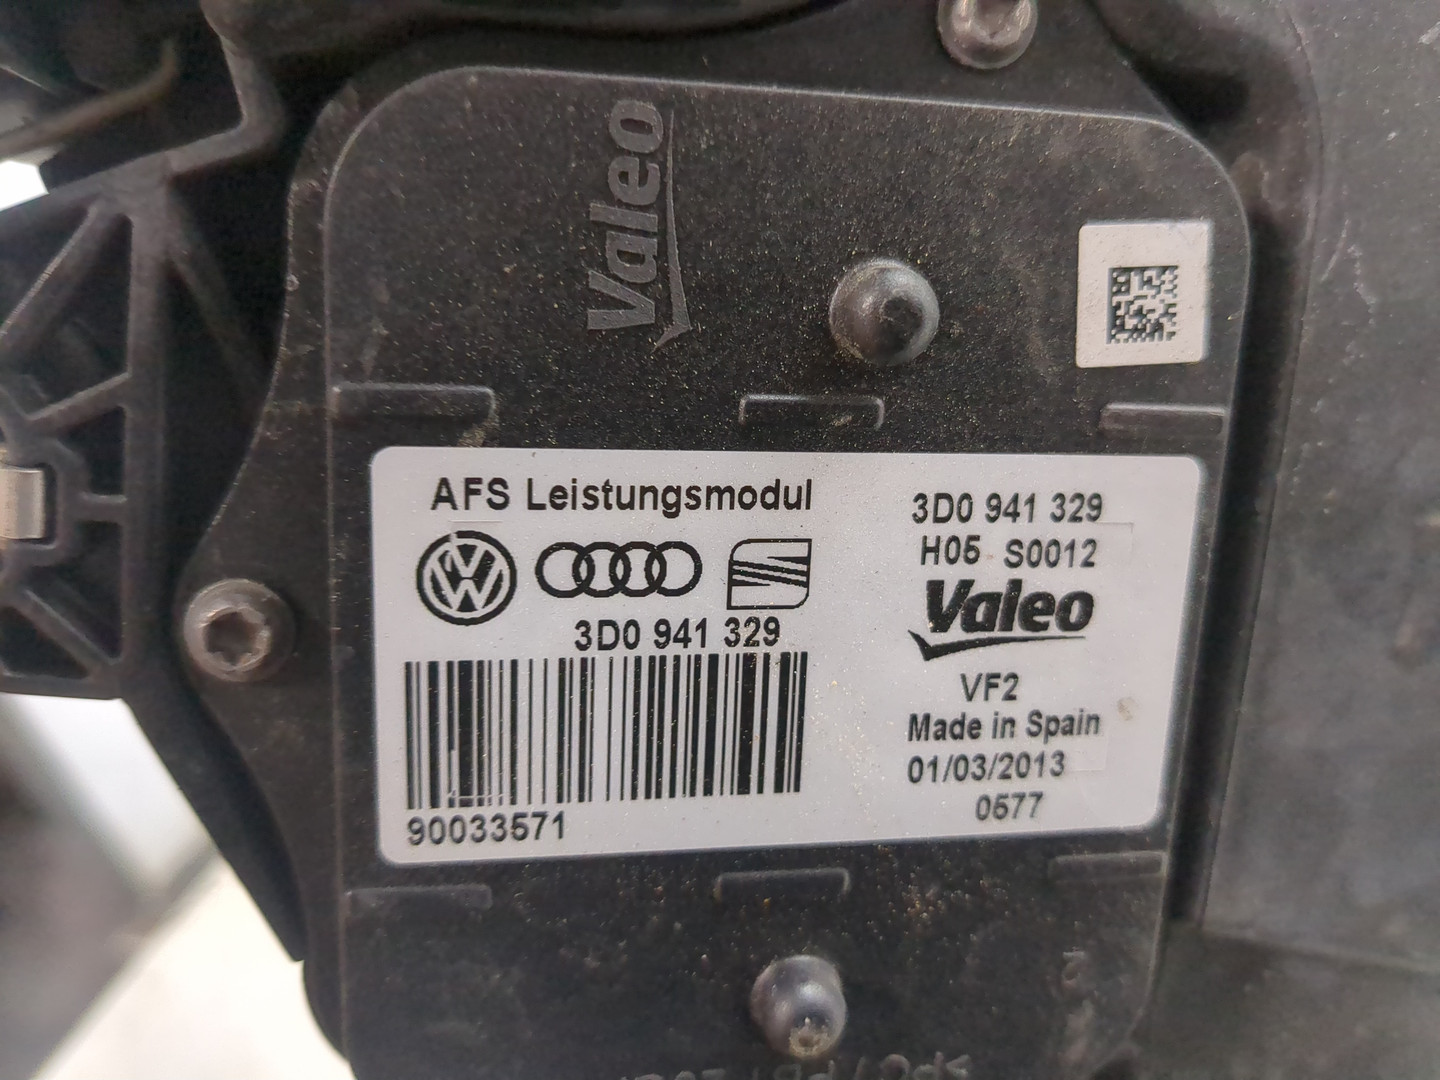 Valeo
AFS Leistungsmodul
3D0 941 329
90033571
3D0 941 329
H05 S0012
Valeo
VF2
Made in Spain
01/03/2013
0577